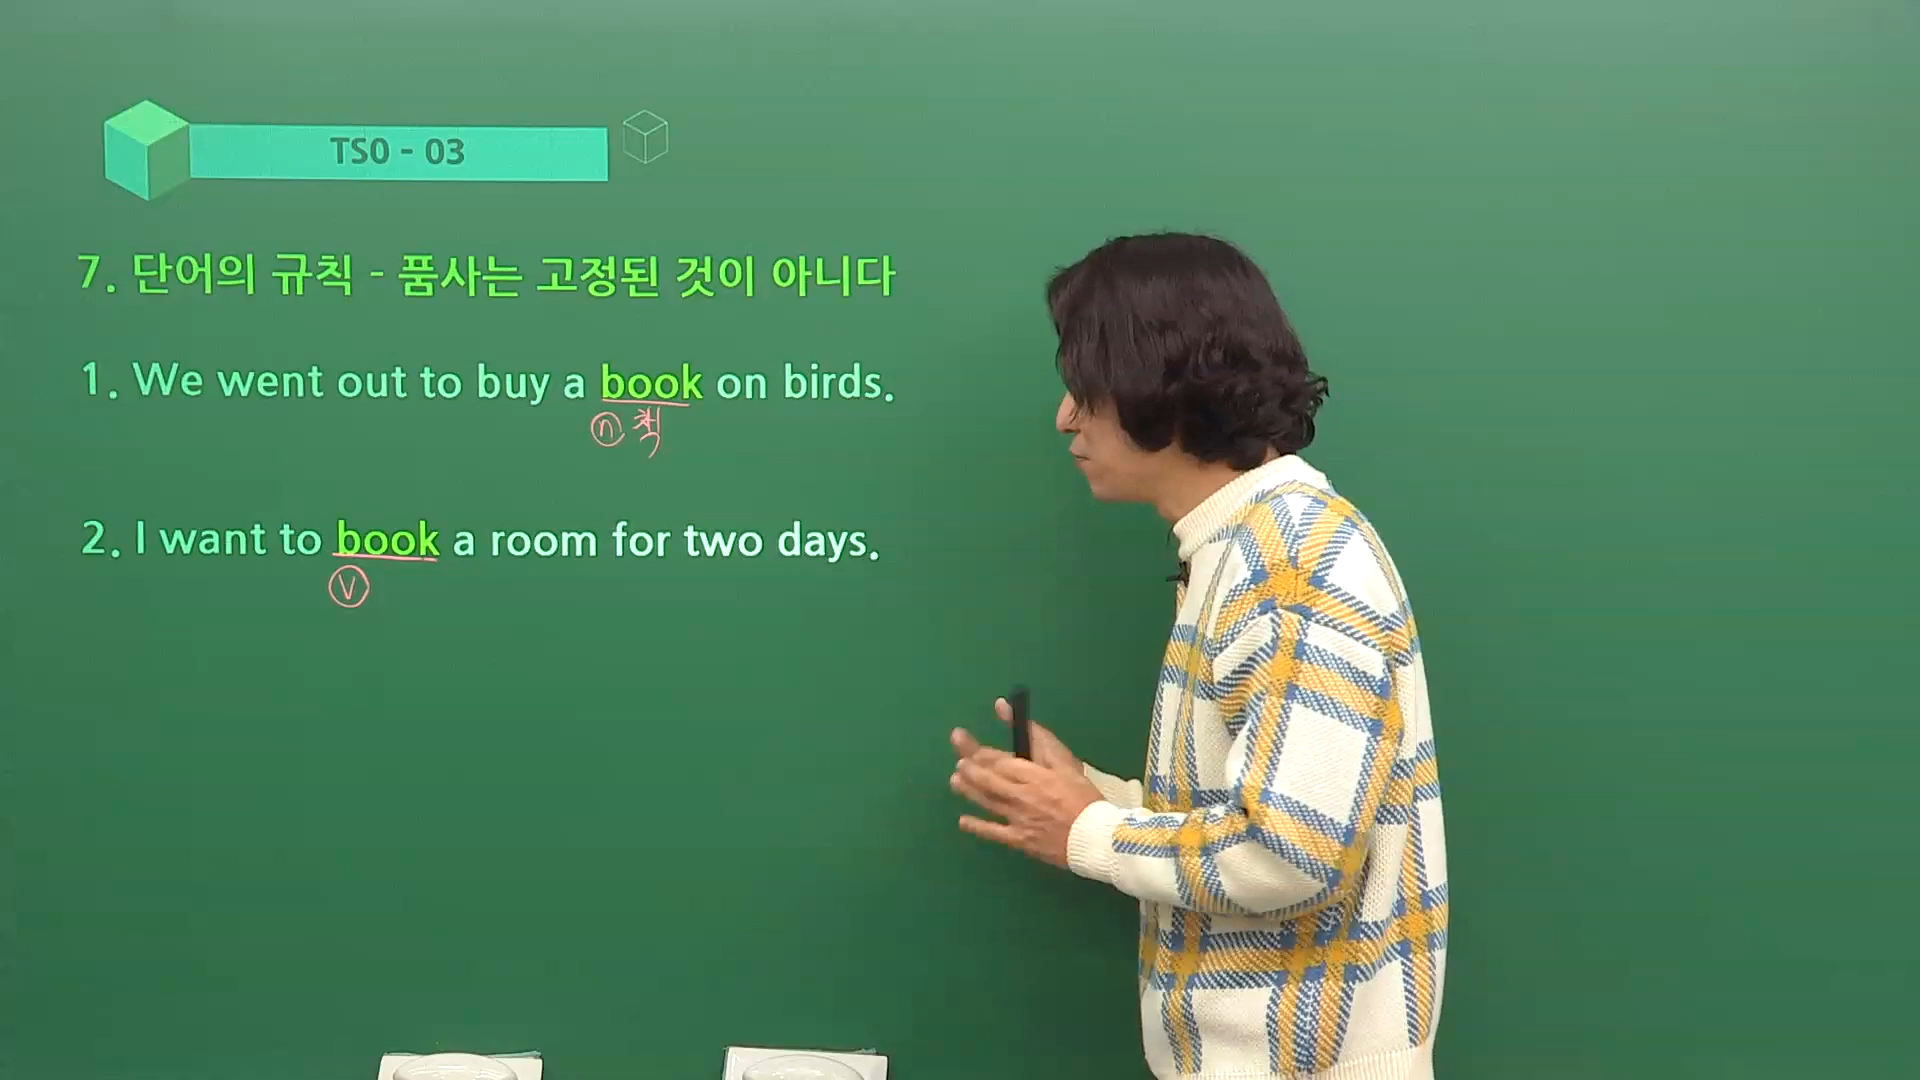 TS0 - 03
7. 단어의 규칙 - 품사는 고정된 것이 아니다
1. We went out to buy a book on birds.
n 책
2. I want to book a room for two days.
v